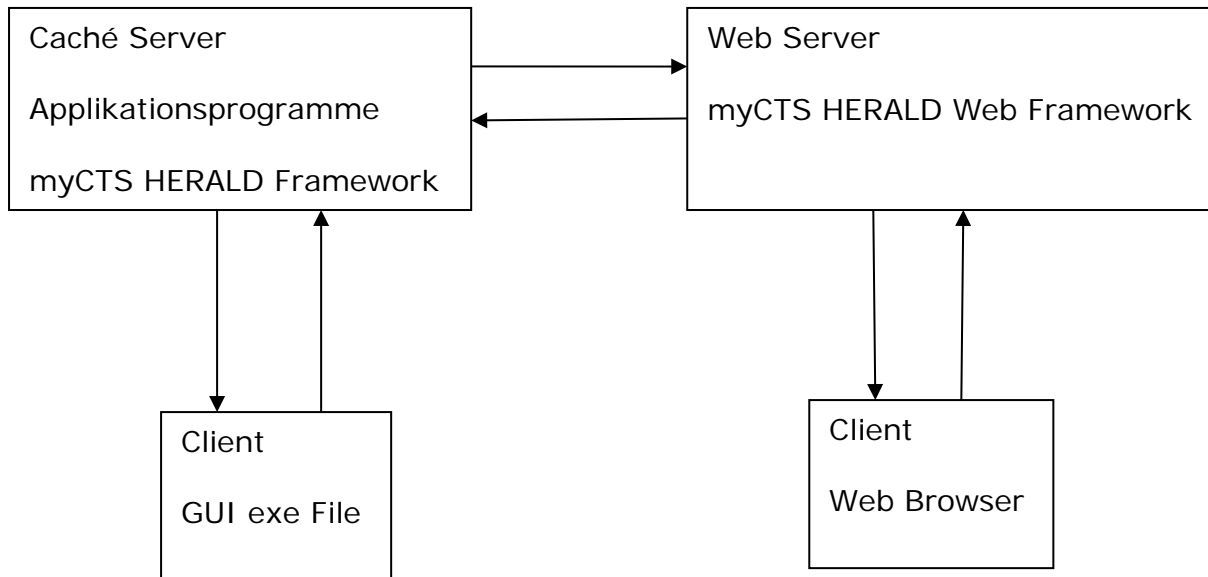 Caché Server
Applikationsprogramme
myCTS HERALD Framework
Web Server
myCTS HERALD Web Framework
Client
GUI exe File
Client
Web Browser